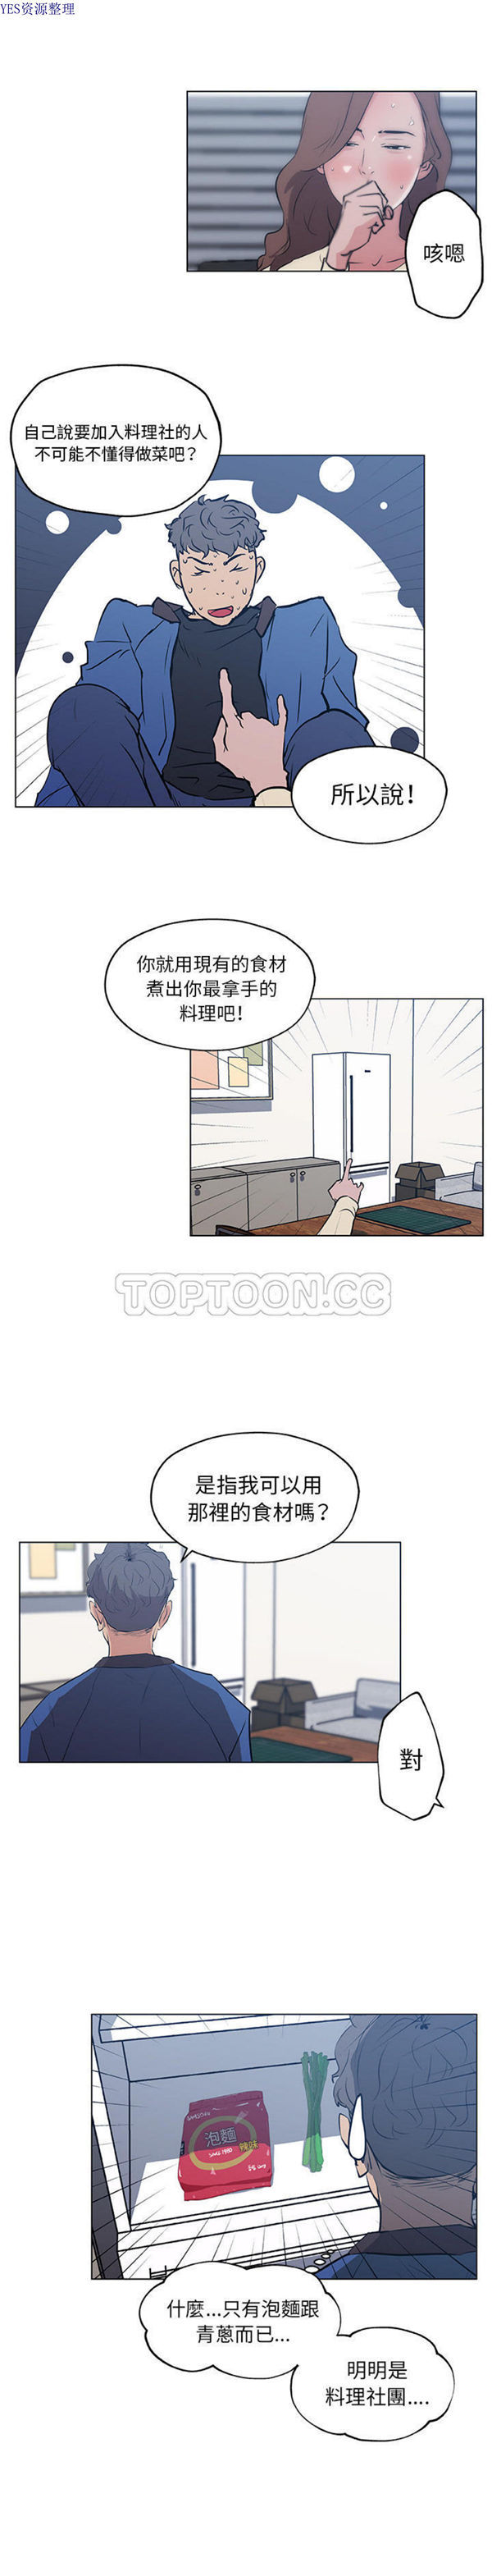 YES资源整理
咳嗯
自己說要加入料理社的人
不可能不懂得做菜吧？
所以說！
你就用現有的食材
煮出你最拿手的
料理吧！
TOPTOON.CC
是指我可以用
那裡的食材嗎？
對
泡麵
辣味
since 1980
什麼...只有泡麵跟
青蔥而已...
明明是
料理社團....